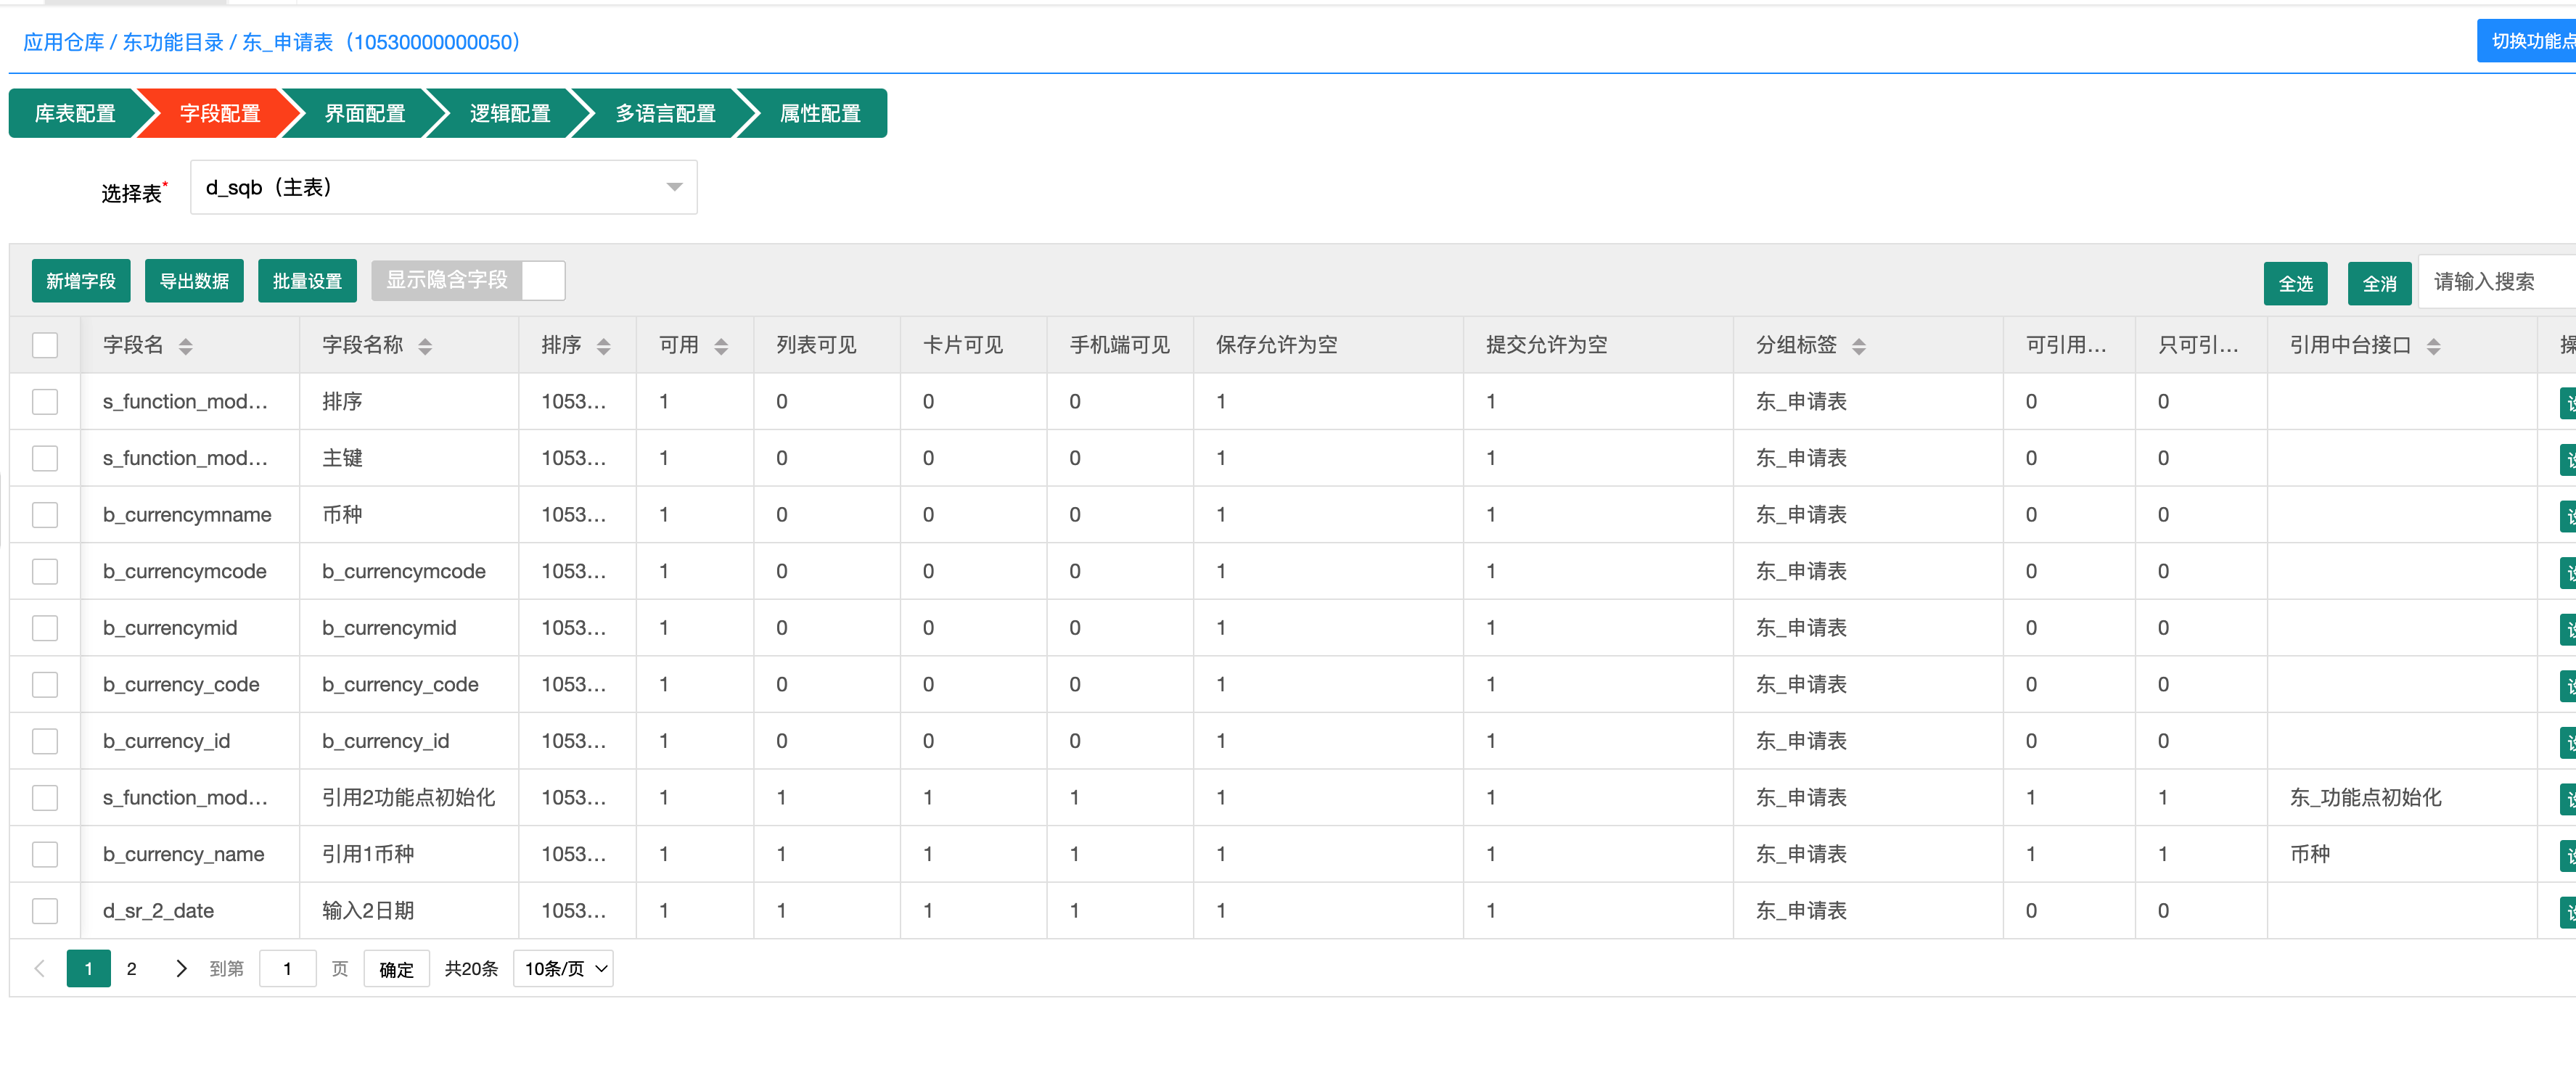 应用仓库 / 东功能目录 / 东_申请表（10530000000050）
切换功能点
库表配置 字段配置 界面配置 逻辑配置 多语言配置 属性配置
选择表* d_sqb（主表）
新增字段 导出数据 批量设置 显示隐含字段 全选 全消 请输入搜索
字段名 字段名称 排序 可用 列表可见 卡片可见 手机端可见 保存允许为空 提交允许为空 分组标签 可引用... 只可引... 引用中台接口
s_function_mod... 排序 1053... 1 0 0 0 1 1 东_申请表 0 0
s_function_mod... 主键 1053... 1 0 0 0 1 1 东_申请表 0 0
b_currencymname 币种 1053... 1 0 0 0 1 1 东_申请表 0 0
b_currencymcode b_currencymcode 1053... 1 0 0 0 1 1 东_申请表 0 0
b_currencymid b_currencymid 1053... 1 0 0 0 1 1 东_申请表 0 0
b_currency_code b_currency_code 1053... 1 0 0 0 1 1 东_申请表 0 0
b_currency_id b_currency_id 1053... 1 0 0 0 1 1 东_申请表 0 0
s_function_mod... 引用2功能点初始化 1053... 1 1 1 1 1 1 东_申请表 1 1 东_功能点初始化
b_currency_name 引用1币种 1053... 1 1 1 1 1 1 东_申请表 1 1 币种
d_sr_2_date 输入2日期 1053... 1 1 1 1 1 1 东_申请表 0 0
1 2 到第 1 页 确定 共20条 10条/页